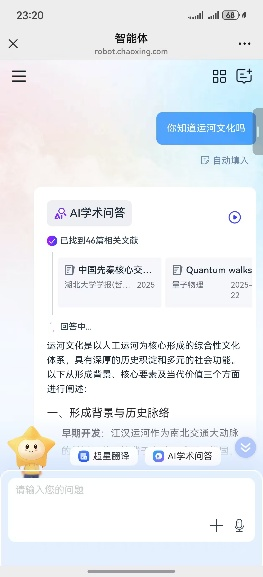 23:20
68
智能体
robot.chaoxing.com
你知道运河文化吗
自动填入
AI学术问答
已找到46篇相关文献
中国先秦核心交...
湖北大学学报(哲... 2025
Quantum walks
量子物理 2025-
22
回答中...
运河文化是以人工运河为核心形成的综合性文化
体系，具有深厚的历史积淀和多元的社会功能，
以下从形成背景、核心要素及当代价值三个方面
进行阐述：
一、形成背景与历史脉络
早期开发：江汉运河作为南北交通大动脉
超星翻译
AI学术问答
请输入您的问题